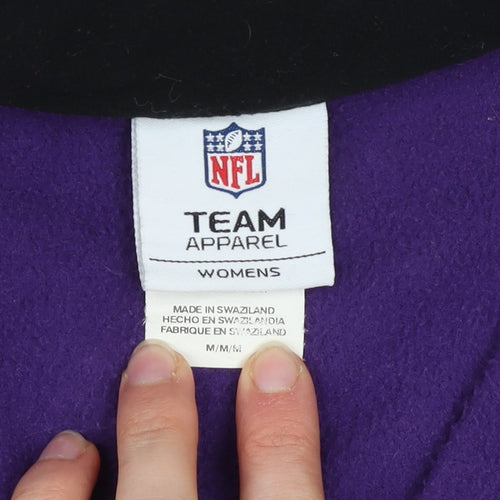 NFL
TEAM
APPAREL
WOMENS
MADE IN SWAZILAND
HECHO EN SWAZILANDIA
FABRIQUE EN SWAZILAND
M/M/M